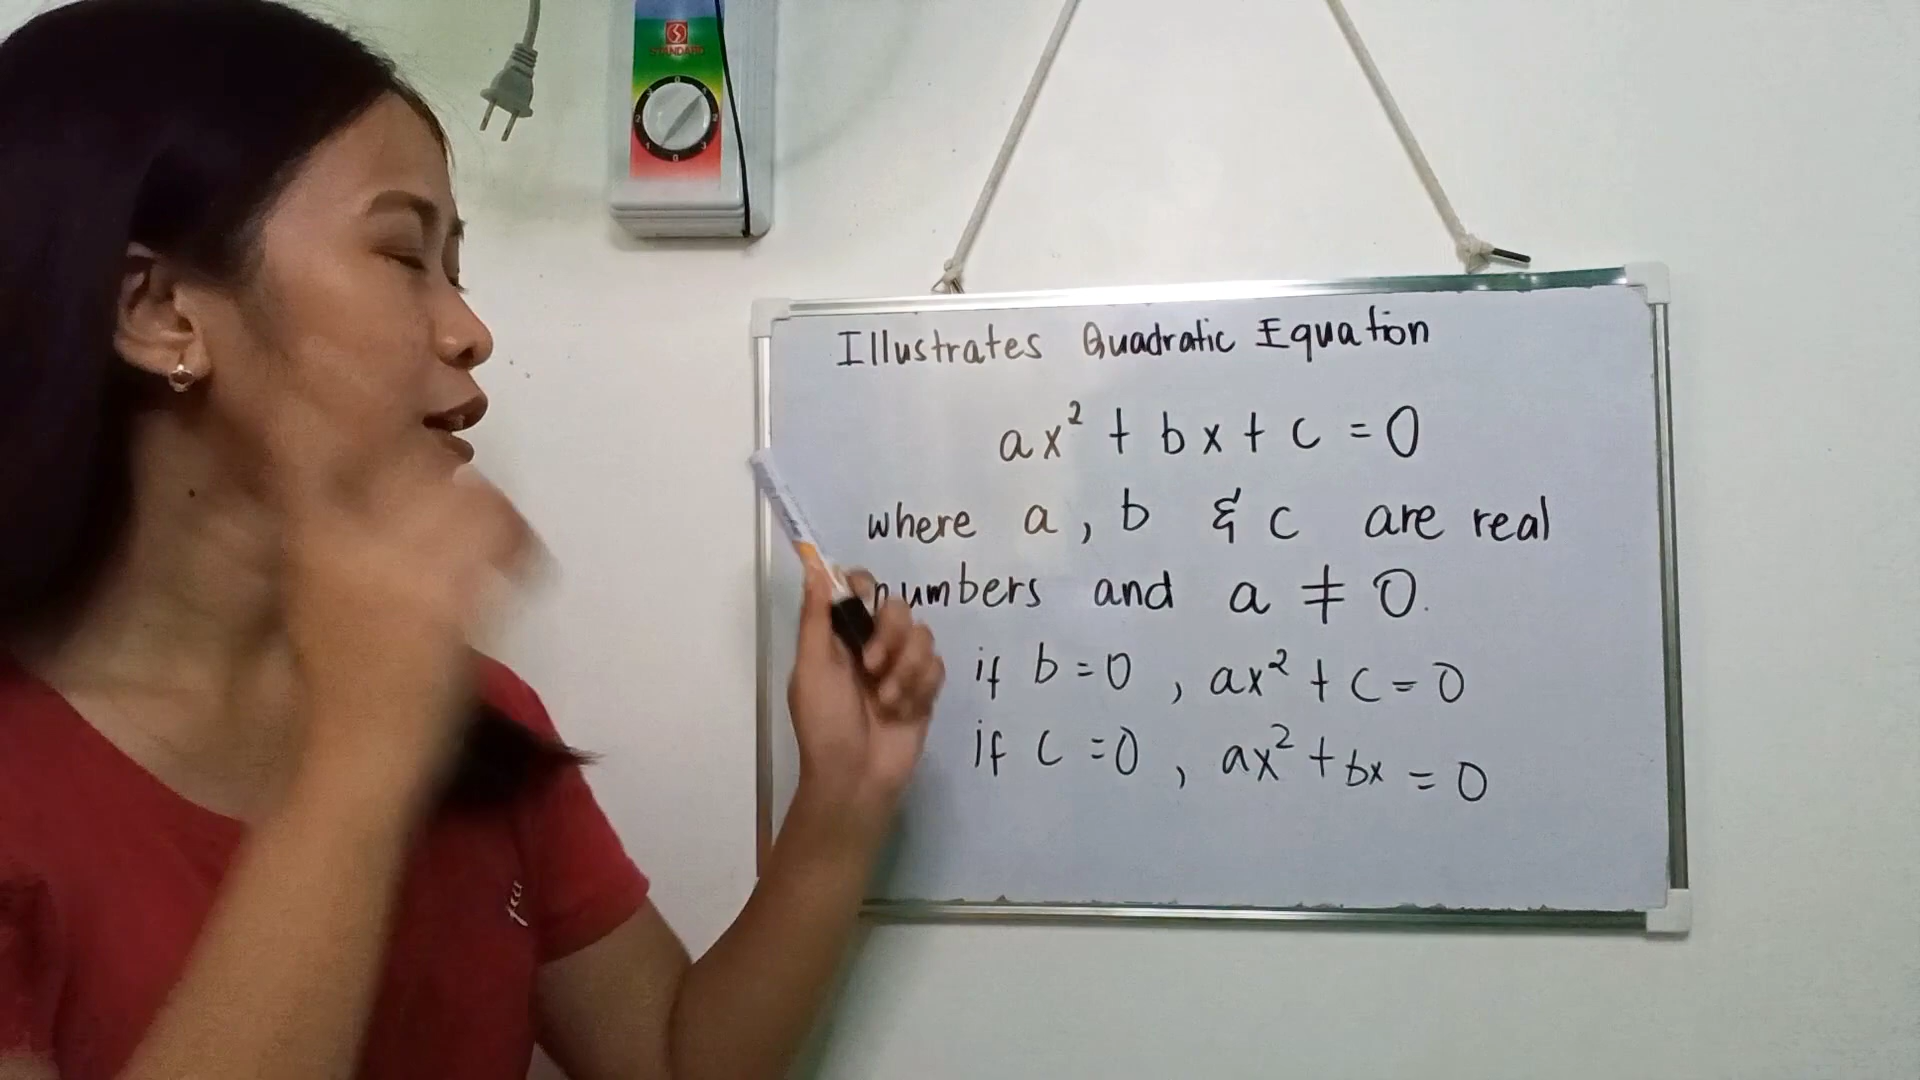 STANDARD
Illustrates Quadratic Equation
ax² + bx + c = 0
where a, b & c are real
numbers and a ≠ 0.
if b = 0, ax² + c = 0
if c = 0, ax² + bx = 0